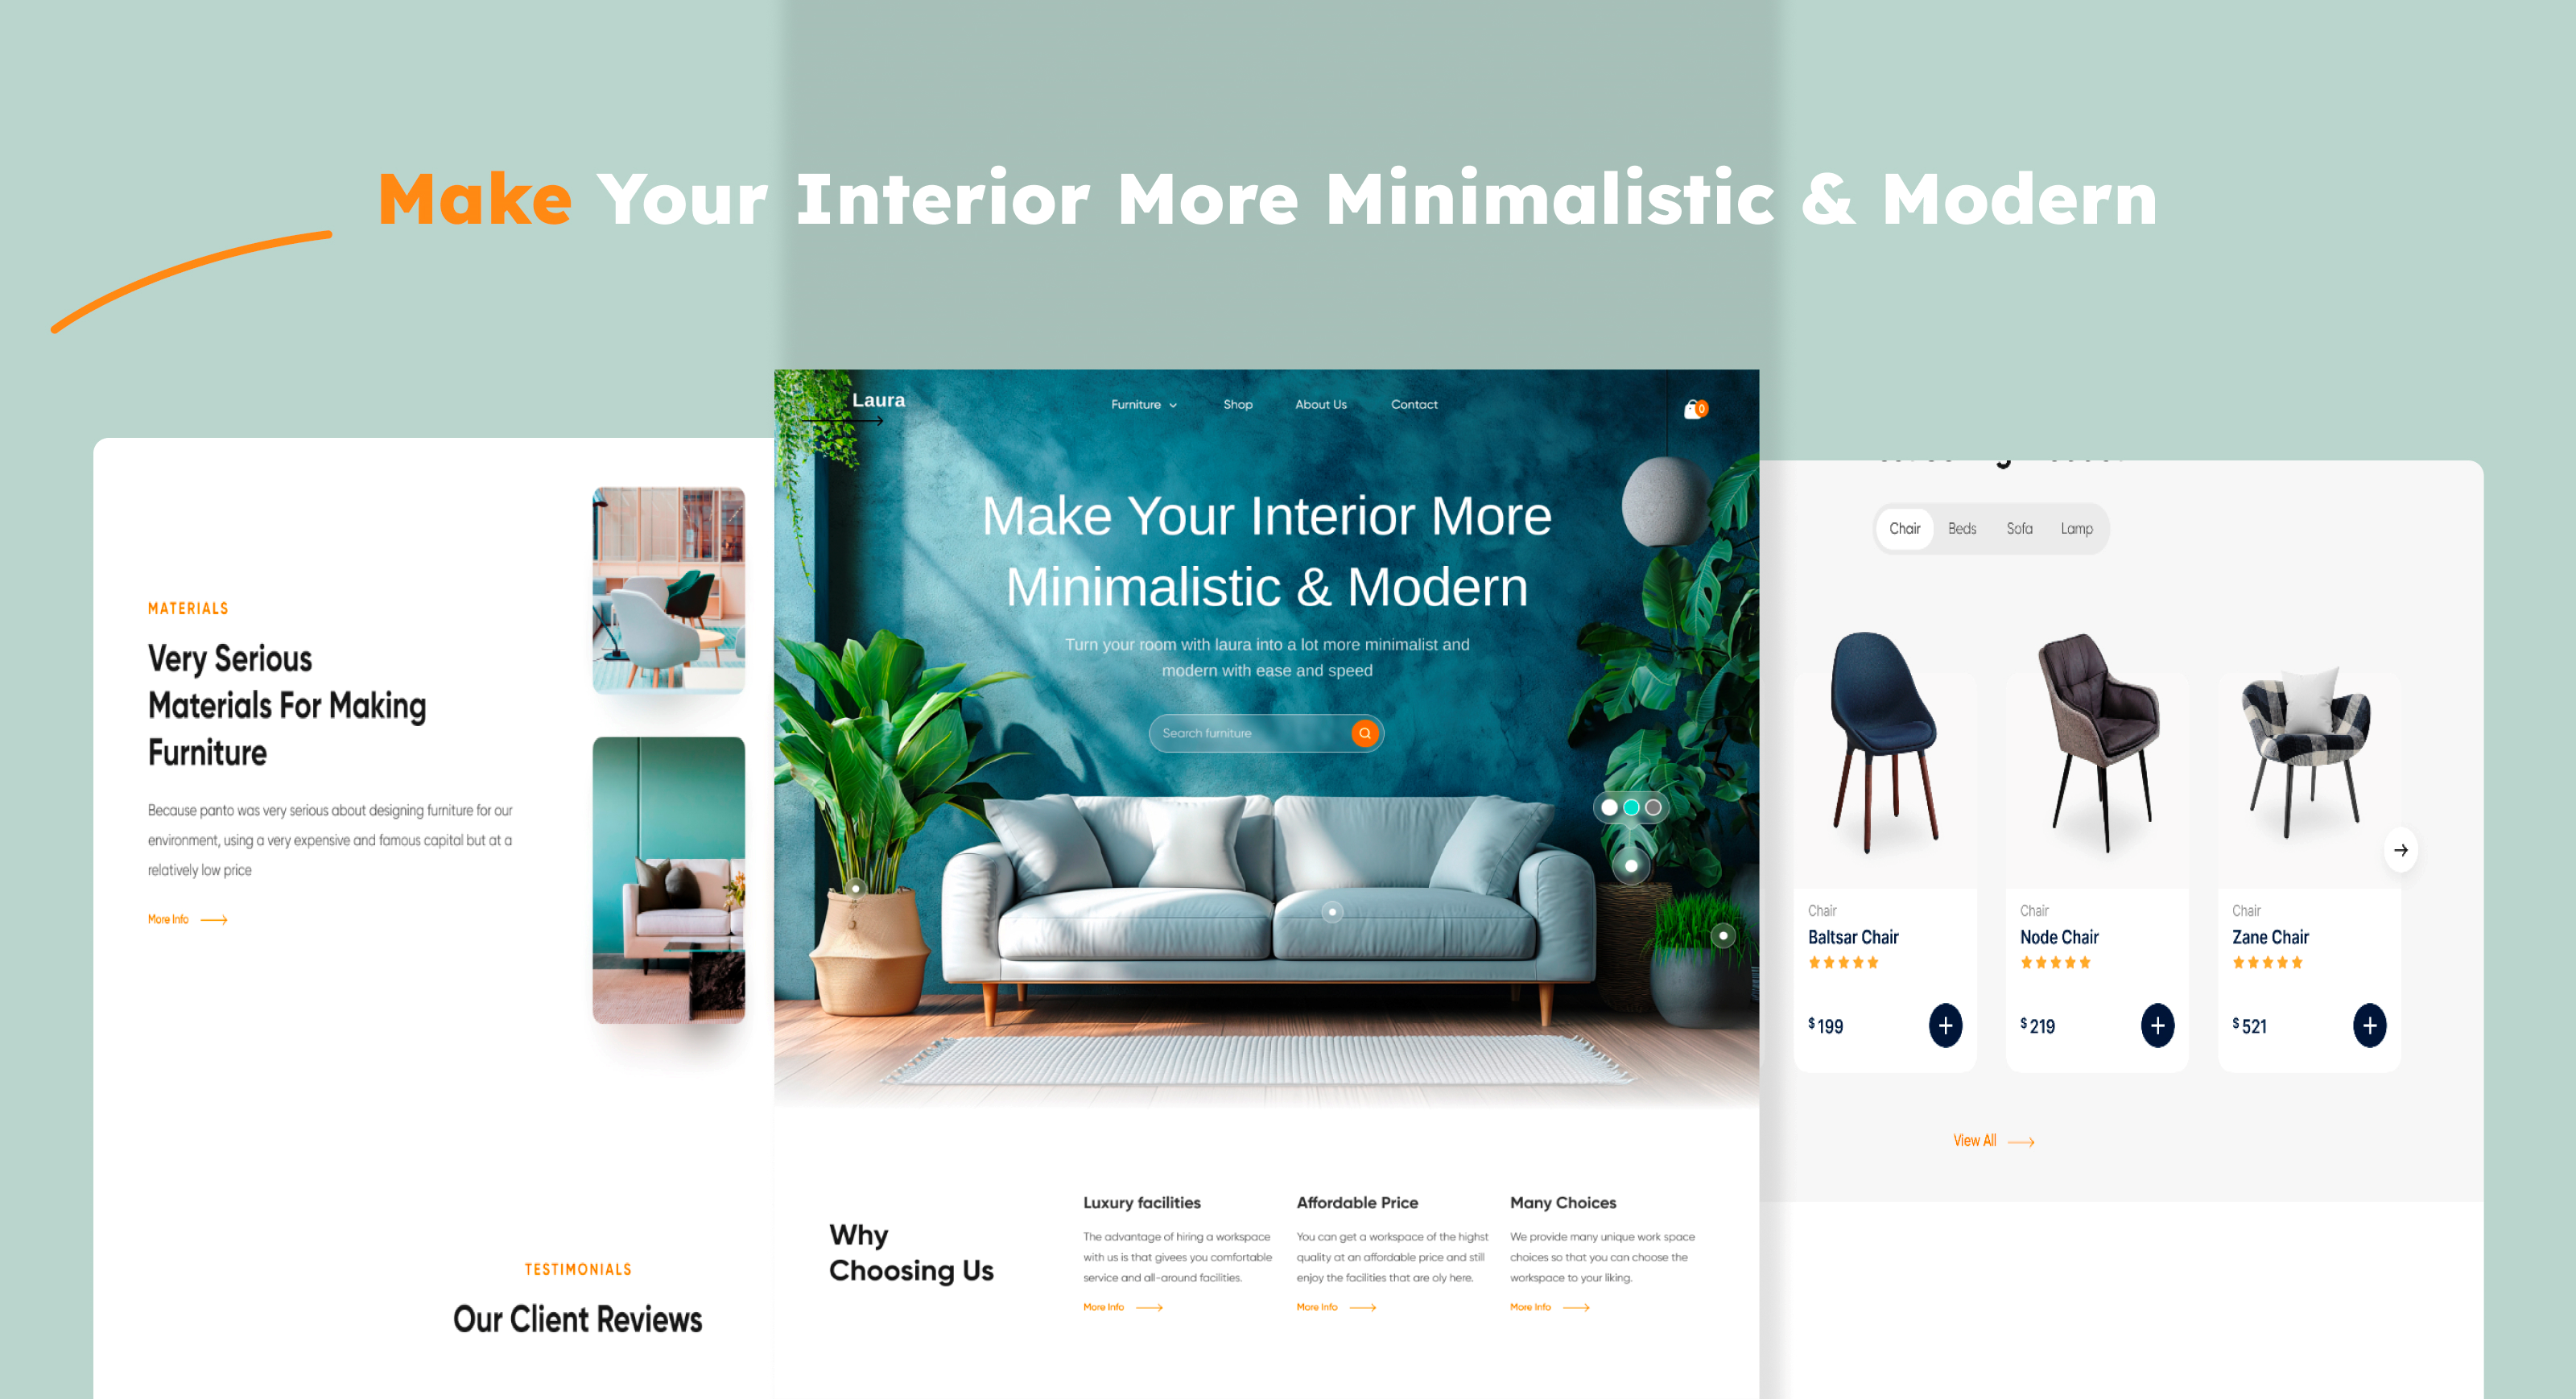 Make Your Interior More Minimalistic & Modern
MATERIALS
Very Serious
Materials For Making
Furniture
Because panto was very serious about designing furniture for our
environment, using a very expensive and famous capital but at a
relatively low price
More Info
TESTIMONIALS
Our Client Reviews
Laura
Furniture
Shop
About Us
Contact
0
Make Your Interior More
Minimalistic & Modern
Turn your room with laura into a lot more minimalist and
modern with ease and speed
Search furniture
Why
Choosing Us
Luxury facilities
The advantage of hiring a workspace
with us is that givees you comfortable
service and all-around facilities.
More Info
Affordable Price
You can get a workspace of the highst
quality at an affordable price and still
enjoy the facilities that are oly here.
More Info
Many Choices
We provide many unique work space
choices so that you can choose the
workspace to your liking.
More Info
Chair
Beds
Sofa
Lamp
Chair
Baltsar Chair
$199
Chair
Node Chair
$219
Chair
Zane Chair
$521
View All